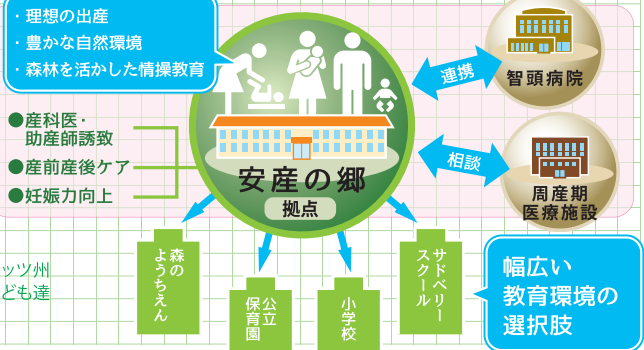 ・理想の出産
・豊かな自然環境
・森林を活かした情操教育
●産科医・
助産師誘致
●産前産後ケア
●妊娠力向上
安産の郷
拠点
連携
智頭病院
相談
周産期
医療施設
森の
ようちえん
公立
保育園
小学校
サドベリー
スクール
幅広い
教育環境の
選択肢
ッツ州
ども達